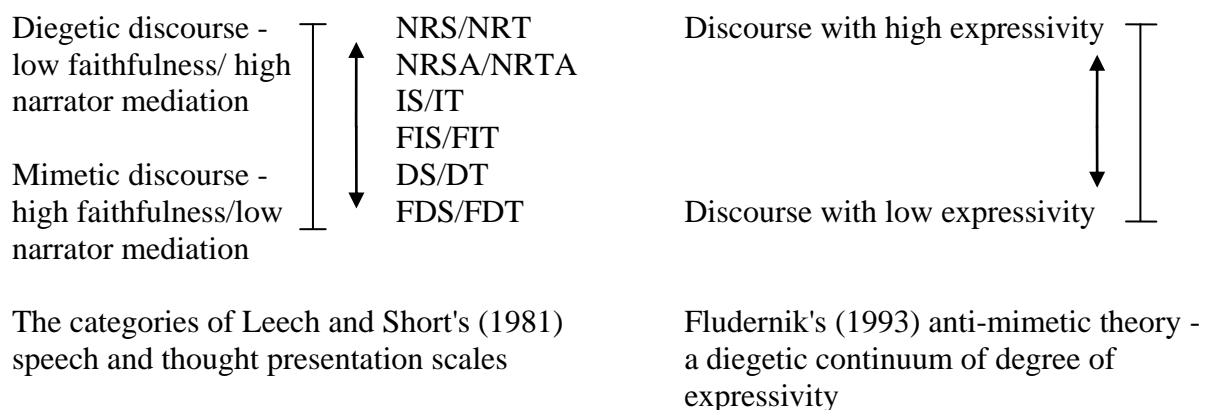 Diegetic discourse -
low faithfulness/ high
narrator mediation
Mimetic discourse -
high faithfulness/low
narrator mediation
NRS/NRT
NRSA/NRTA
IS/IT
FIS/FIT
DS/DT
FDS/FDT
Discourse with high expressivity
Discourse with low expressivity
The categories of Leech and Short's (1981)
speech and thought presentation scales
Fludernik's (1993) anti-mimetic theory -
a diegetic continuum of degree of
expressivity